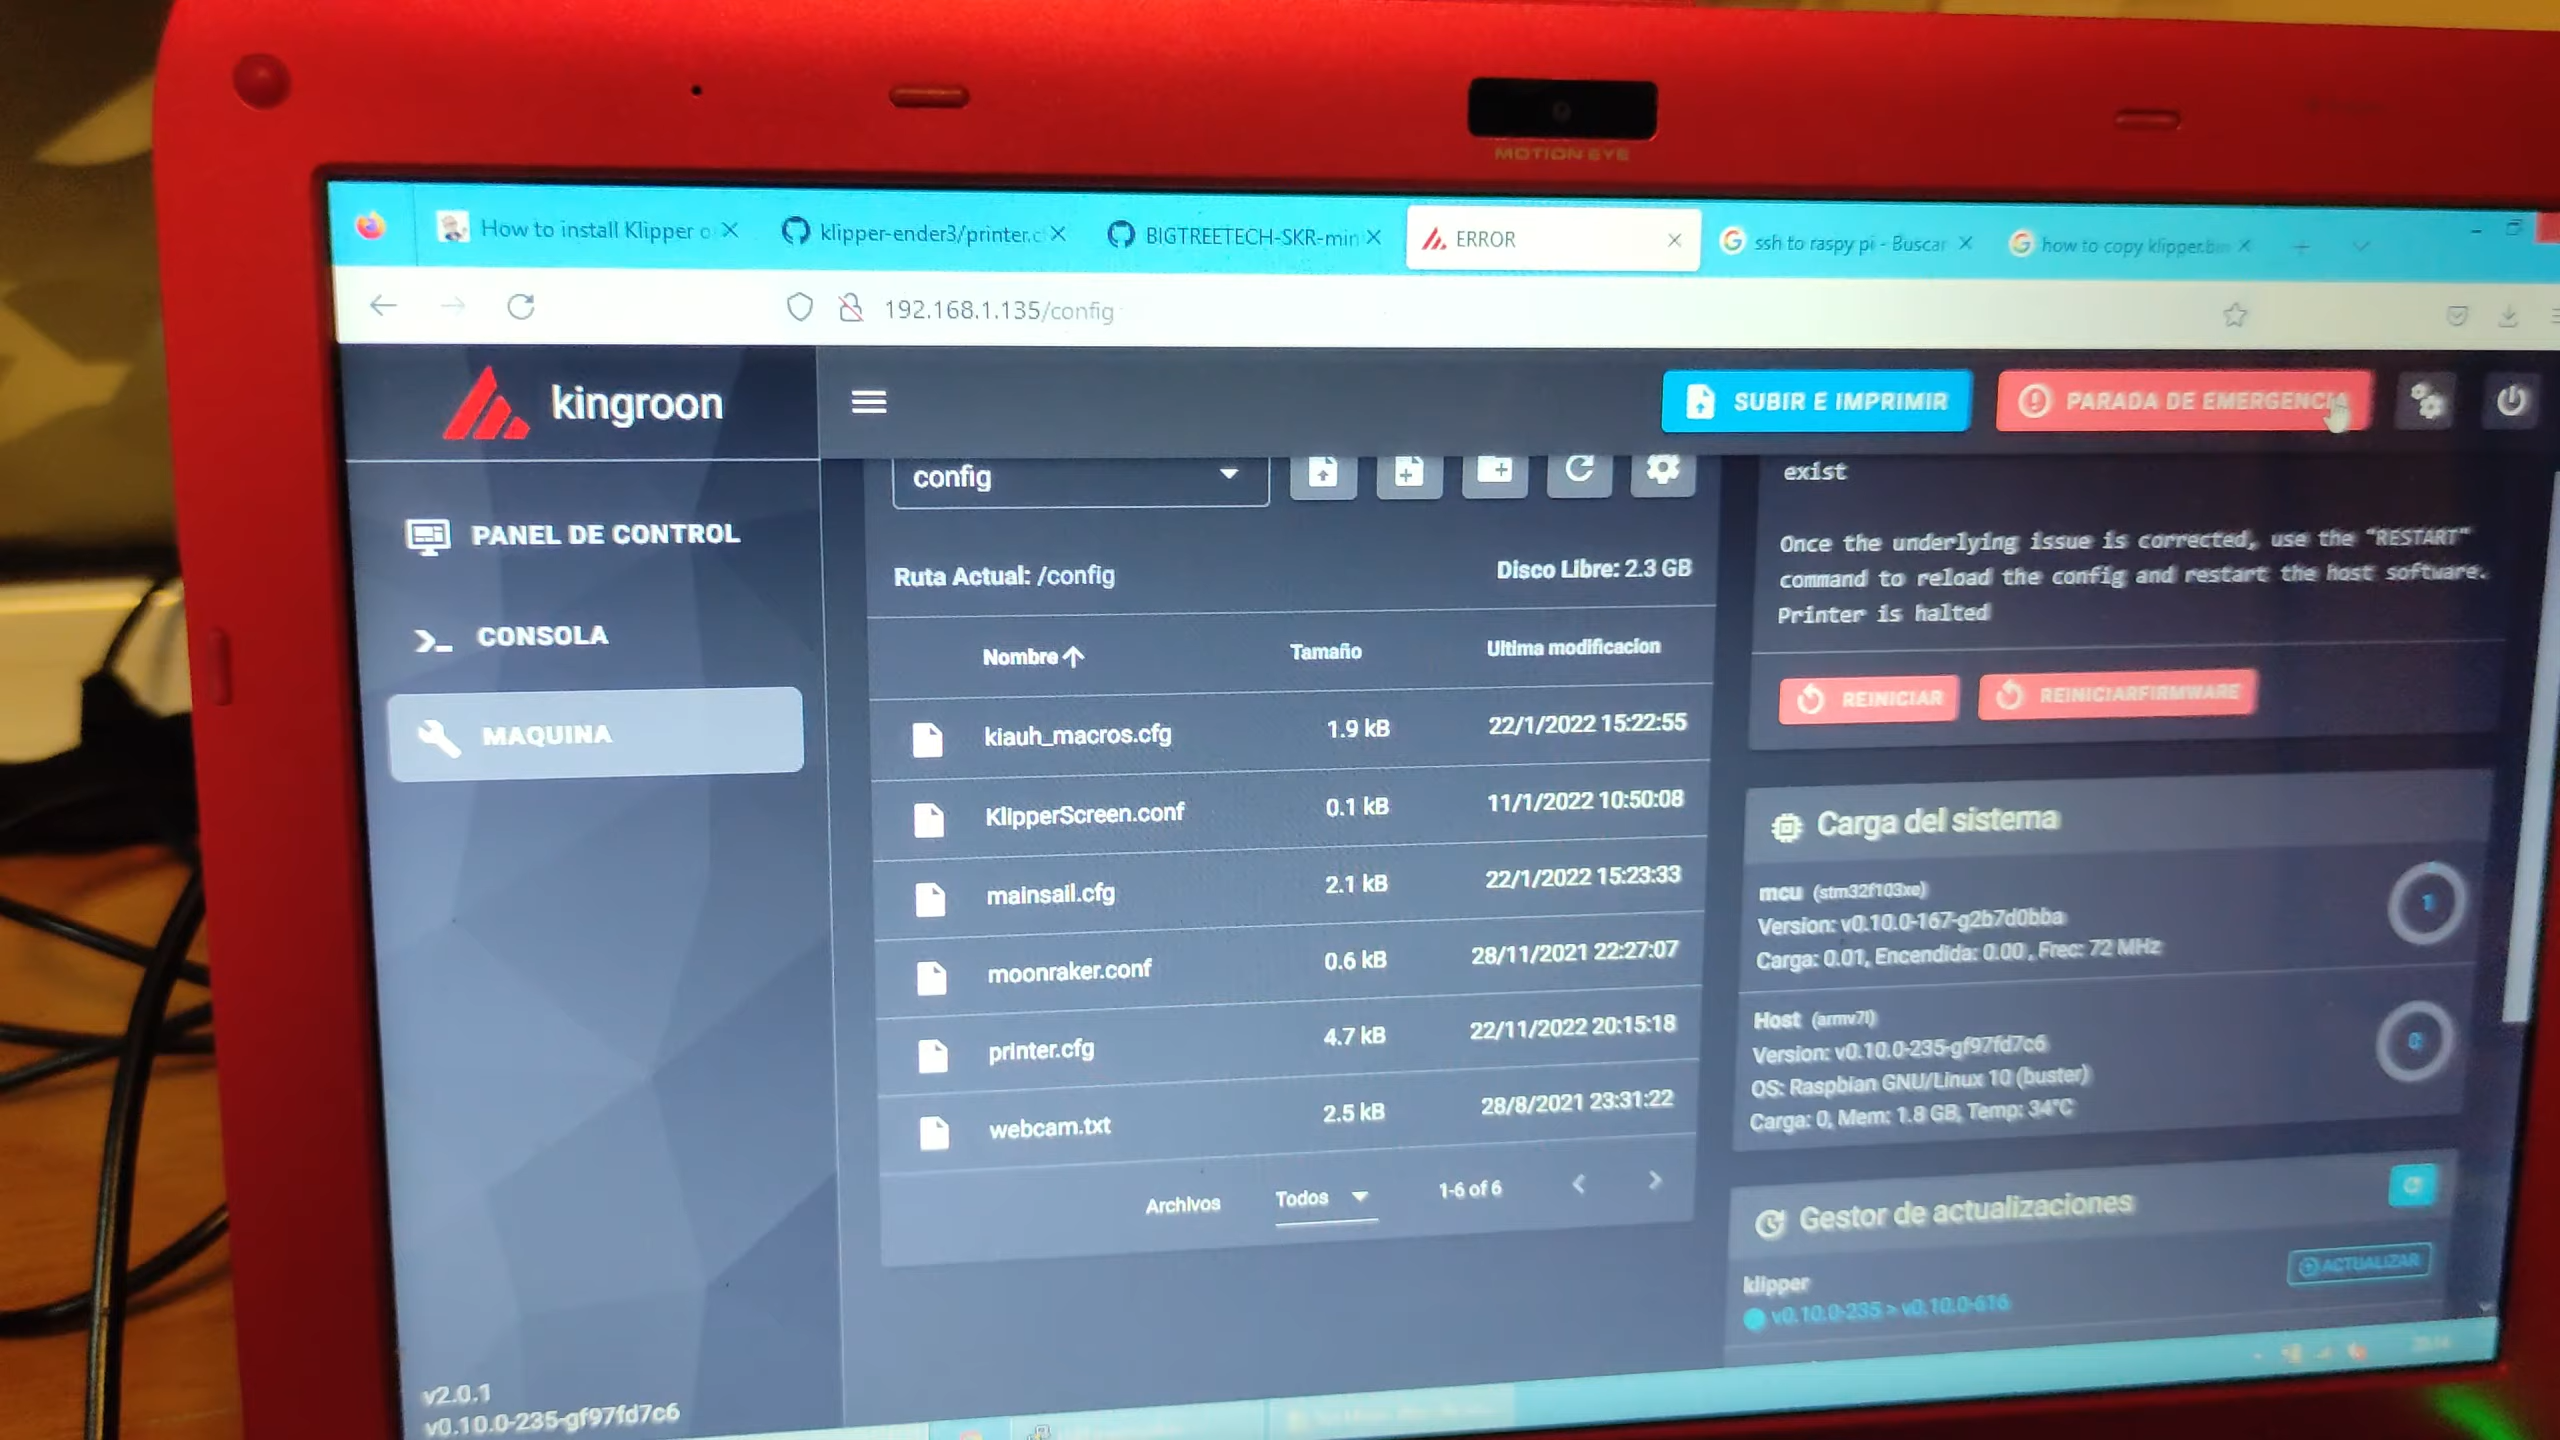 MOTION EYE
How to install Klipper o
klipper-ender3/printer.c
BIGTREETECH-SKR-min
ERROR
ssh to raspy pi - Buscar
how to copy klipper.bin
192.168.1.135/config
kingroon
SUBIR E IMPRIMIR
PARADA DE EMERGENCIA
PANEL DE CONTROL
CONSOLA
MAQUINA
v2.0.1
v0.10.0-235-gf97fd7c6
config
Ruta Actual: /config
Disco Libre: 2.3 GB
Nombre Tamaño Ultima modificacion
kiauh_macros.cfg 1.9 kB 22/1/2022 15:22:55
KlipperScreen.conf 0.1 kB 11/1/2022 10:50:08
mainsail.cfg 2.1 kB 22/1/2022 15:23:33
moonraker.conf 0.6 kB 28/11/2021 22:27:07
printer.cfg 4.7 kB 22/11/2022 20:15:18
webcam.txt 2.5 kB 28/8/2021 23:31:22
Archivos Todos 1-6 of 6
exist
Once the underlying issue is corrected, use the "RESTART"
command to reload the config and restart the host software.
Printer is halted
REINICIAR
REINICIARFIRMWARE
Carga del sistema
mcu (stm32f103xe)
Version: v0.10.0-167-g2b7d0bba
Carga: 0.01, Encendida: 0.00 , Frec: 72 MHz
1
Host (armv7l)
Version: v0.10.0-235-gf97fd7c6
OS: Raspbian GNU/Linux 10 (buster)
Carga: 0, Mem: 1.8 GB, Temp: 34°C
0
Gestor de actualizaciones
klipper
v0.10.0-235 > v0.10.0-616
ACTUALIZAR